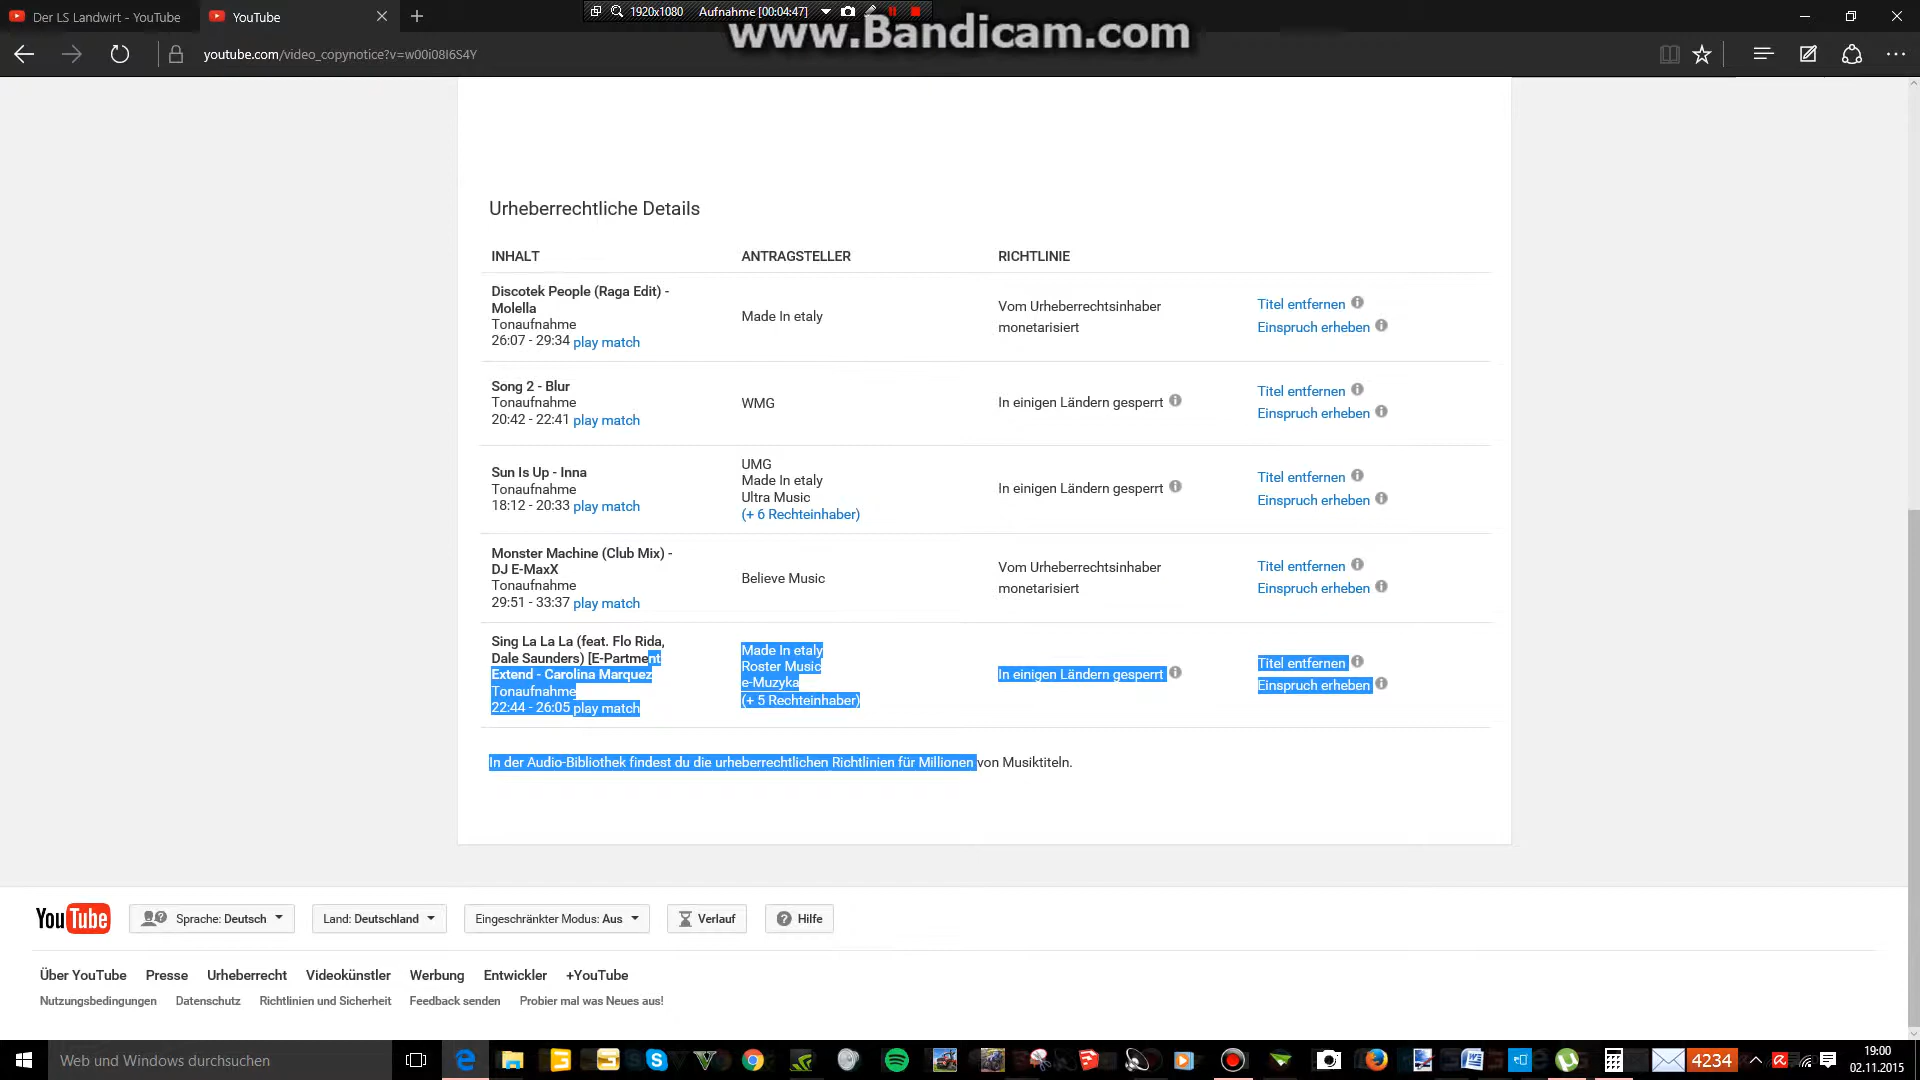 Der LS Landwirt - YouTube
YouTube
1920x1080
Aufnahme [00:04:47]
www.Bandicam.com
youtube.com/video_copynotice?v=w00i08I6S4Y
Urheberrechtliche Details
INHALT ANTRAGSTELLER RICHTLINIE
Discotek People (Raga Edit) -
Molella
Tonaufnahme
26:07 - 29:34 play match
Made In etaly
Vom Urheberrechtsinhaber
monetarisiert
Titel entfernen
Einspruch erheben
Song 2 - Blur
Tonaufnahme
20:42 - 22:41 play match
WMG
In einigen Ländern gesperrt
Titel entfernen
Einspruch erheben
Sun Is Up - Inna
Tonaufnahme
18:12 - 20:33 play match
UMG
Made In etaly
Ultra Music
(+ 6 Rechteinhaber)
In einigen Ländern gesperrt
Titel entfernen
Einspruch erheben
Monster Machine (Club Mix) -
DJ E-MaxX
Tonaufnahme
29:51 - 33:37 play match
Believe Music
Vom Urheberrechtsinhaber
monetarisiert
Titel entfernen
Einspruch erheben
Sing La La La (feat. Flo Rida,
Dale Saunders) [E-Partment
Extend - Carolina Marquez
Tonaufnahme
22:44 - 26:05 play match
Made In etaly
Roster Music
e-Muzyka
(+ 5 Rechteinhaber)
In einigen Ländern gesperrt
Titel entfernen
Einspruch erheben
In der Audio-Bibliothek findest du die urheberrechtlichen Richtlinien für Millionen von Musiktiteln.
YouTube
Sprache: Deutsch
Land: Deutschland
Eingeschränkter Modus: Aus
Verlauf
Hilfe
Über YouTube Presse Urheberrecht Videokünstler Werbung Entwickler +YouTube
Nutzungsbedingungen Datenschutz Richtlinien und Sicherheit Feedback senden Probier mal was Neues aus!
Web und Windows durchsuchen
4234
19:00
02.11.2015